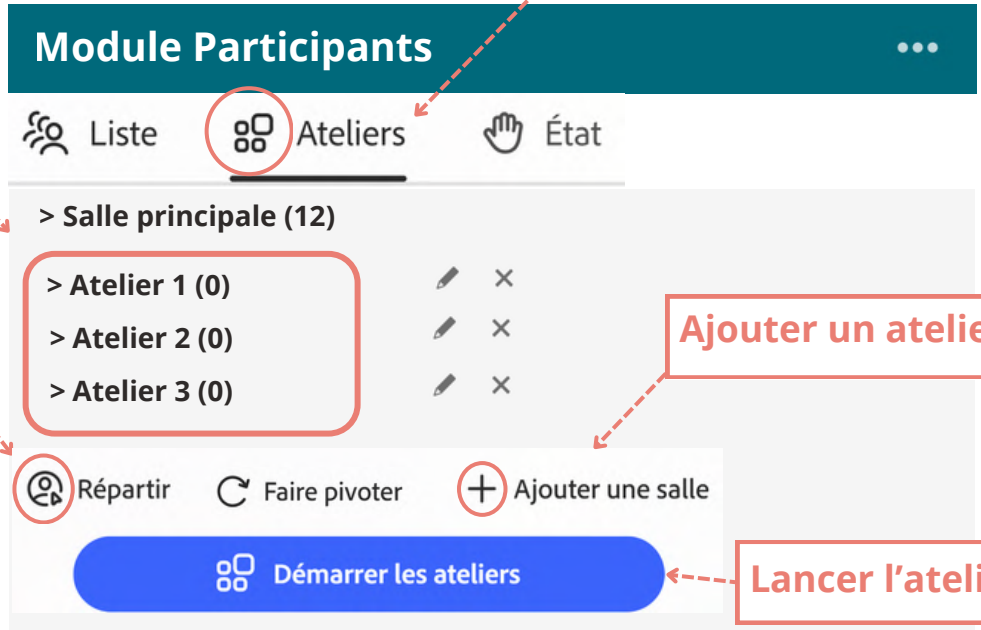 Module Participants
Liste Ateliers État
> Salle principale (12)
> Atelier 1 (0)
> Atelier 2 (0)
> Atelier 3 (0)
Ajouter un atelie
Répartir Faire pivoter Ajouter une salle
Démarrer les ateliers
Lancer l’ateli